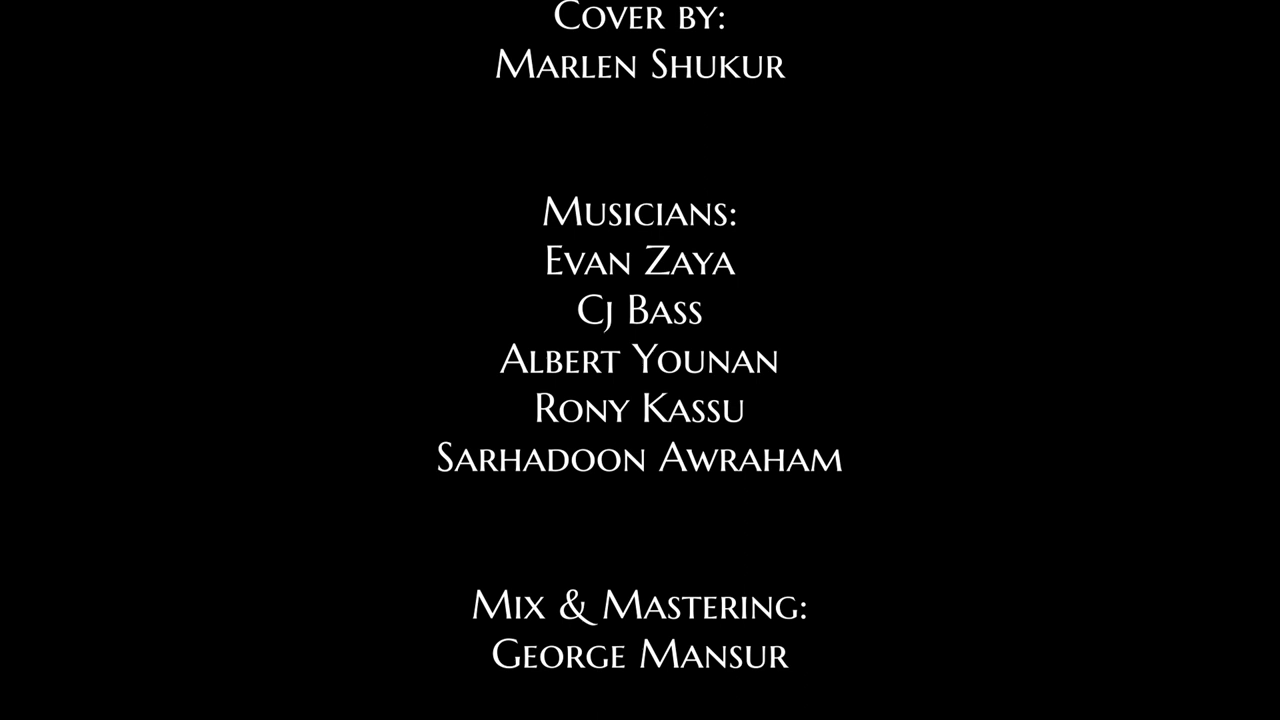 Cover by:
Marlen Shukur
Musicians:
Evan Zaya
Cj Bass
Albert Younan
Rony Kassu
Sarhadoon Awraham
Mix & Mastering:
George Mansur